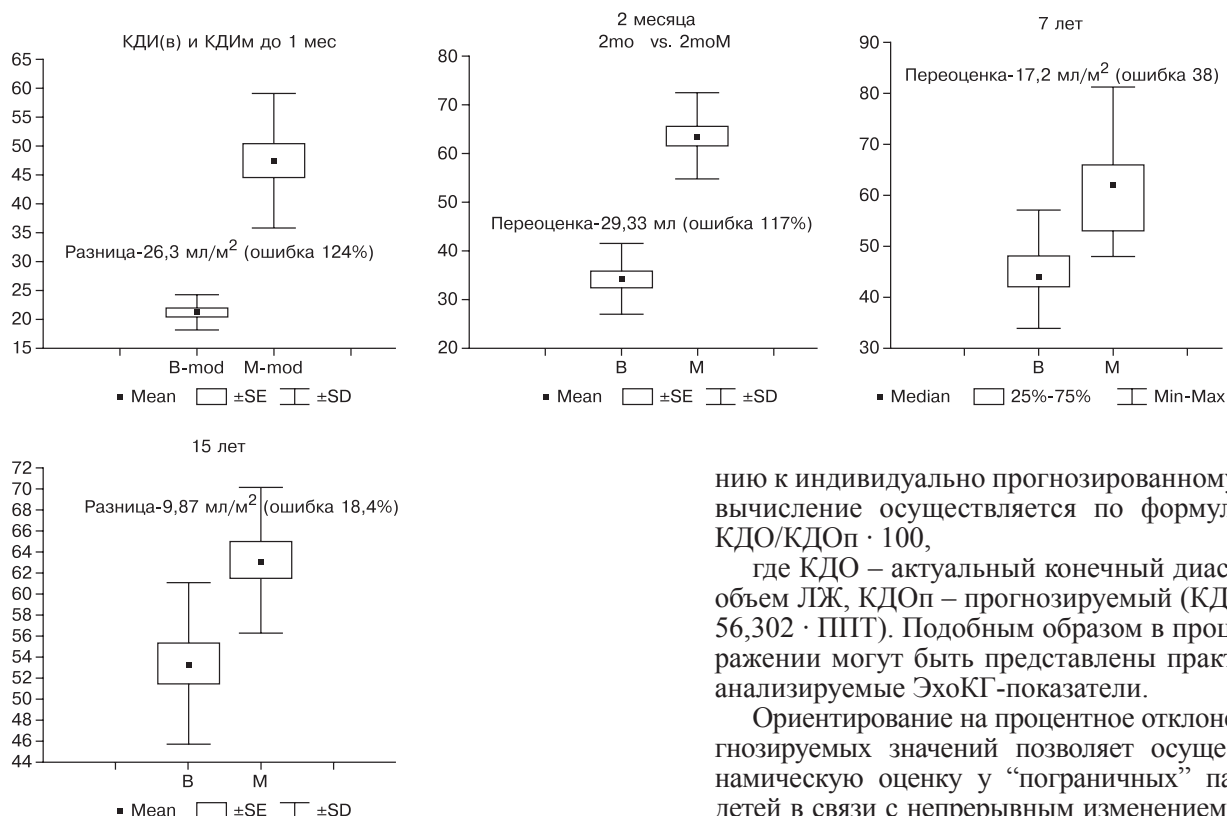 КДИ(в) и КДИм до 1 мес
65
60
55
50
45
40
35
30
25
20
15
Разница-26,3 мл/м² (ошибка 124%)
B-mod M-mod
Mean ±SE ±SD
2 месяца
2mo vs. 2moM
80
70
60
50
40
30
20
Переоценка-29,33 мл (ошибка 117%)
В М
Mean ±SE ±SD
7 лет
90
80
70
60
50
40
30
Переоценка-17,2 мл/м² (ошибка 38)
В М
Median 25%-75% Min-Max
15 лет
72
70
68
66
64
62
60
58
56
54
52
50
48
46
44
Разница-9,87 мл/м² (ошибка 18,4%)
В М
Mean ±SE ±SD
нию к индивидуально прогнозированному
вычисление осуществляется по формул
КДО/КДОп · 100,
где КДО – актуальный конечный диас
объем ЛЖ, КДОп – прогнозируемый (КД
56,302 · ППТ). Подобным образом в проц
ражении могут быть представлены практ
анализируемые ЭхоКГ-показатели.
Ориентирование на процентное отклон
гнозируемых значений позволяет осуще
намическую оценку у “пограничных” па
детей в связи с непрерывным изменением